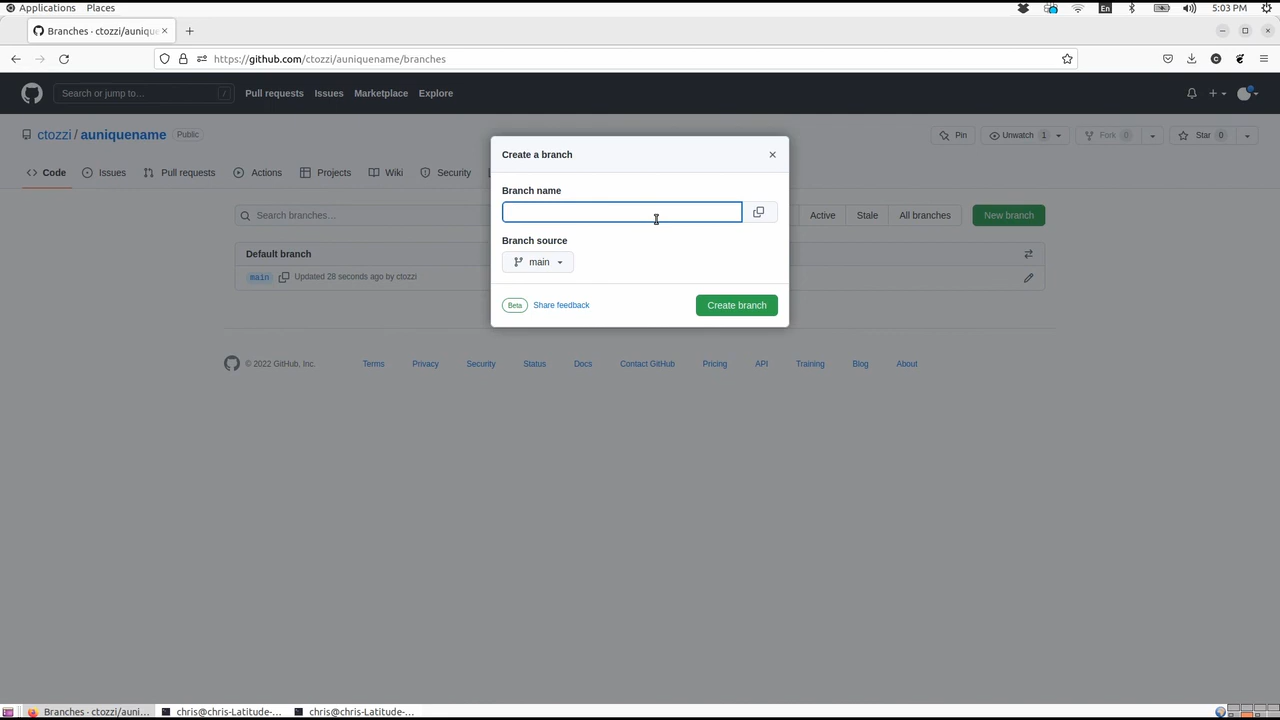 Applications Places En 5:03 PM
Branches · ctozzi/aunique
https://github.com/ctozzi/auniquename/branches
Search or jump to... / Pull requests Issues Marketplace Explore
ctozzi / auniquename Public Pin Unwatch 1 Fork 0 Star 0
Code Issues Pull requests Actions Projects Wiki Security
Search branches... Active Stale All branches New branch
Default branch
main Updated 28 seconds ago by ctozzi
Create a branch
Branch name
Branch source
main
Beta Share feedback Create branch
© 2022 GitHub, Inc. Terms Privacy Security Status Docs Contact GitHub Pricing API Training Blog About
Branches - ctozzi/auni... chris@chris-Latitude-... chris@chris-Latitude-...